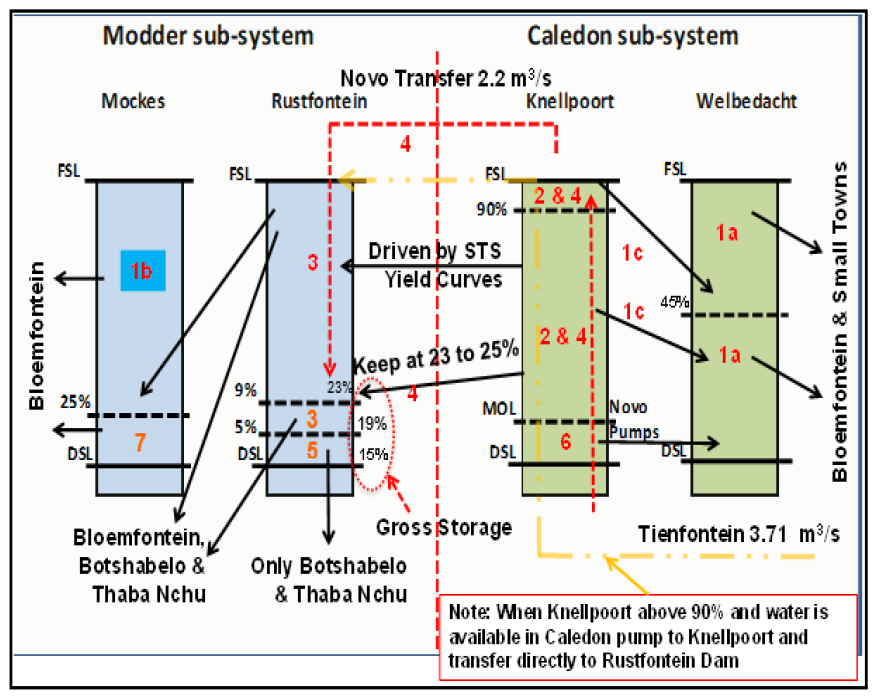 Modder sub-system
Caledon sub-system
Novo Transfer 2.2 m³/s
Mockes
Rustfontein
Knellpoort
Welbedacht
4
FSL
FSL
FSL
FSL
2 & 4
90%
1a
1b
3
Driven by STS
Yield Curves
1c
45%
1c
2 & 4
1a
Keep at 23 to 25%
23%
4
25%
9%
3
19%
5%
MOL
Novo
Pumps
7
5
15%
6
DSL
DSL
DSL
DSL
Bloemfontein
Bloemfontein & Small Towns
Gross Storage
Bloemfontein,
Botshabelo &
Thaba Nchu
Only Botshabelo
& Thaba Nchu
Tienfontein 3.71 m³/s
Note: When Knellpoort above 90% and water is
available in Caledon pump to Knellpoort and
transfer directly to Rustfontein Dam